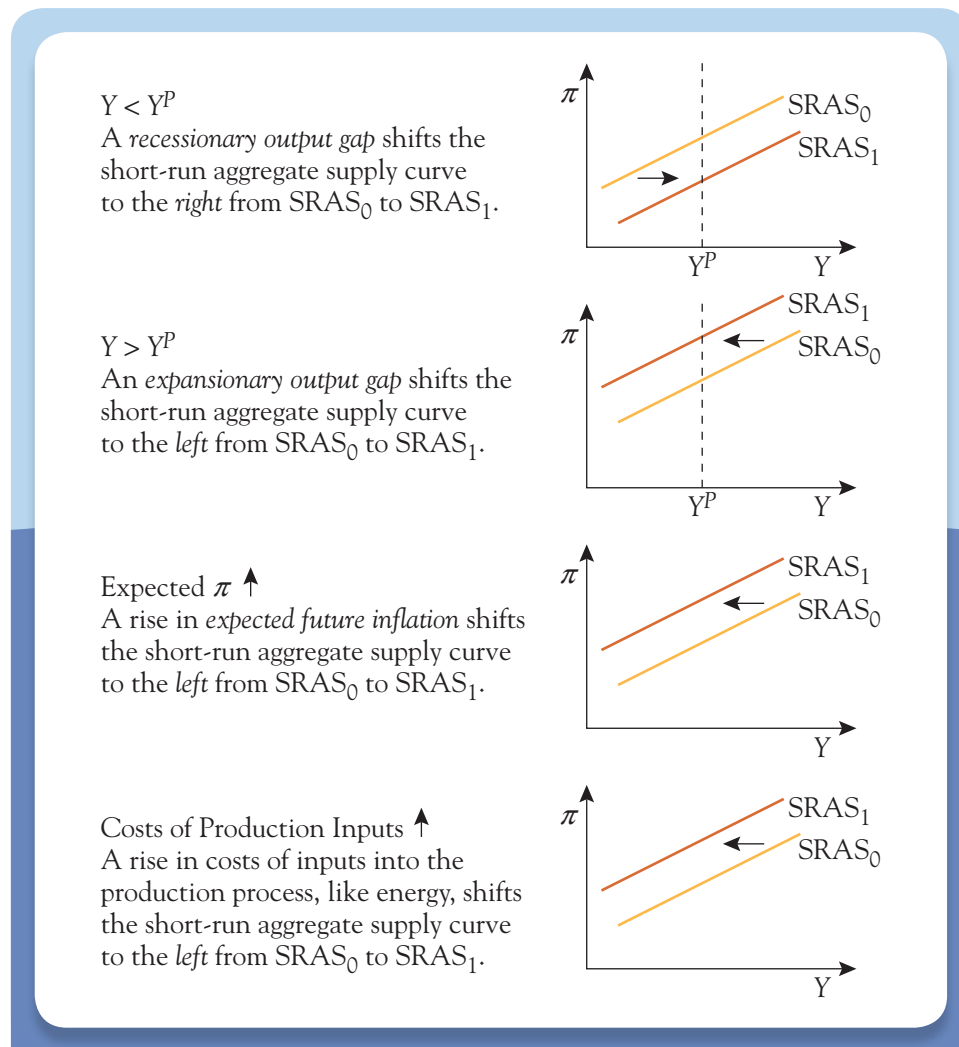 Y < Y^P
A recessionary output gap shifts the
short-run aggregate supply curve
to the right from SRAS₀ to SRAS₁.
π
SRAS₀
SRAS₁
Y^P
Y
Y > Y^P
An expansionary output gap shifts the
short-run aggregate supply curve
to the left from SRAS₀ to SRAS₁.
π
SRAS₁
SRAS₀
Y^P
Y
Expected π ↑
A rise in expected future inflation shifts
the short-run aggregate supply curve
to the left from SRAS₀ to SRAS₁.
π
SRAS₁
SRAS₀
Y
Costs of Production Inputs ↑
A rise in costs of inputs into the
production process, like energy, shifts
the short-run aggregate supply curve
to the left from SRAS₀ to SRAS₁.
π
SRAS₁
SRAS₀
Y